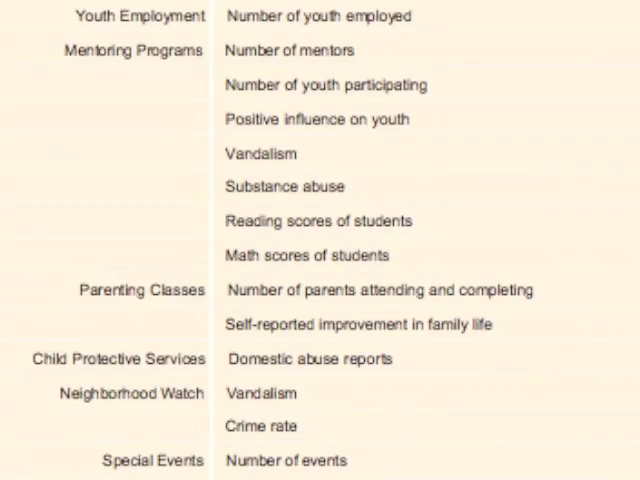 Youth Employment Number of youth employed
Mentoring Programs Number of mentors
Number of youth participating
Positive influence on youth
Vandalism
Substance abuse
Reading scores of students
Math scores of students
Parenting Classes Number of parents attending and completing
Self-reported improvement in family life
Child Protective Services Domestic abuse reports
Neighborhood Watch Vandalism
Crime rate
Special Events Number of events